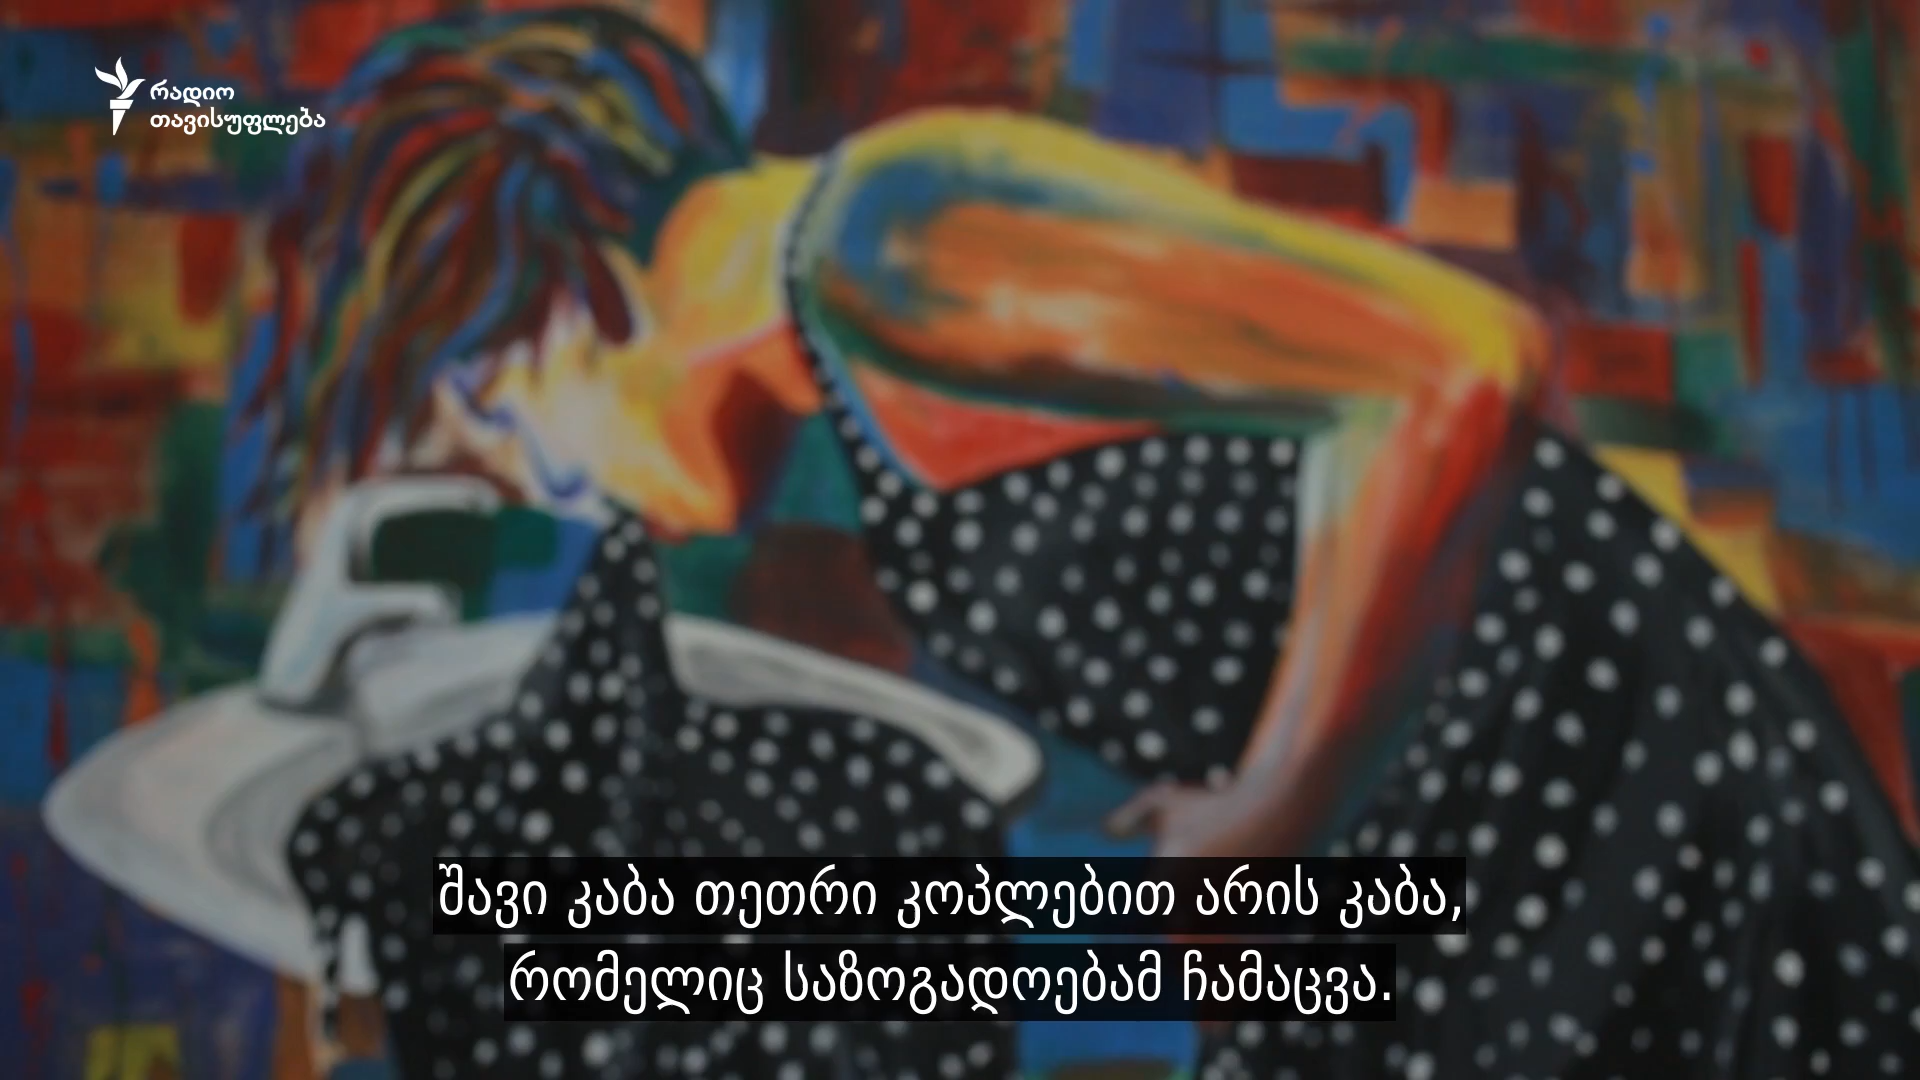 რადიო
თავისუფლება
შავი კაბა თეთრი კოპლებით არის კაბა,
რომელიც საზოგადოებამ ჩამაცვა.